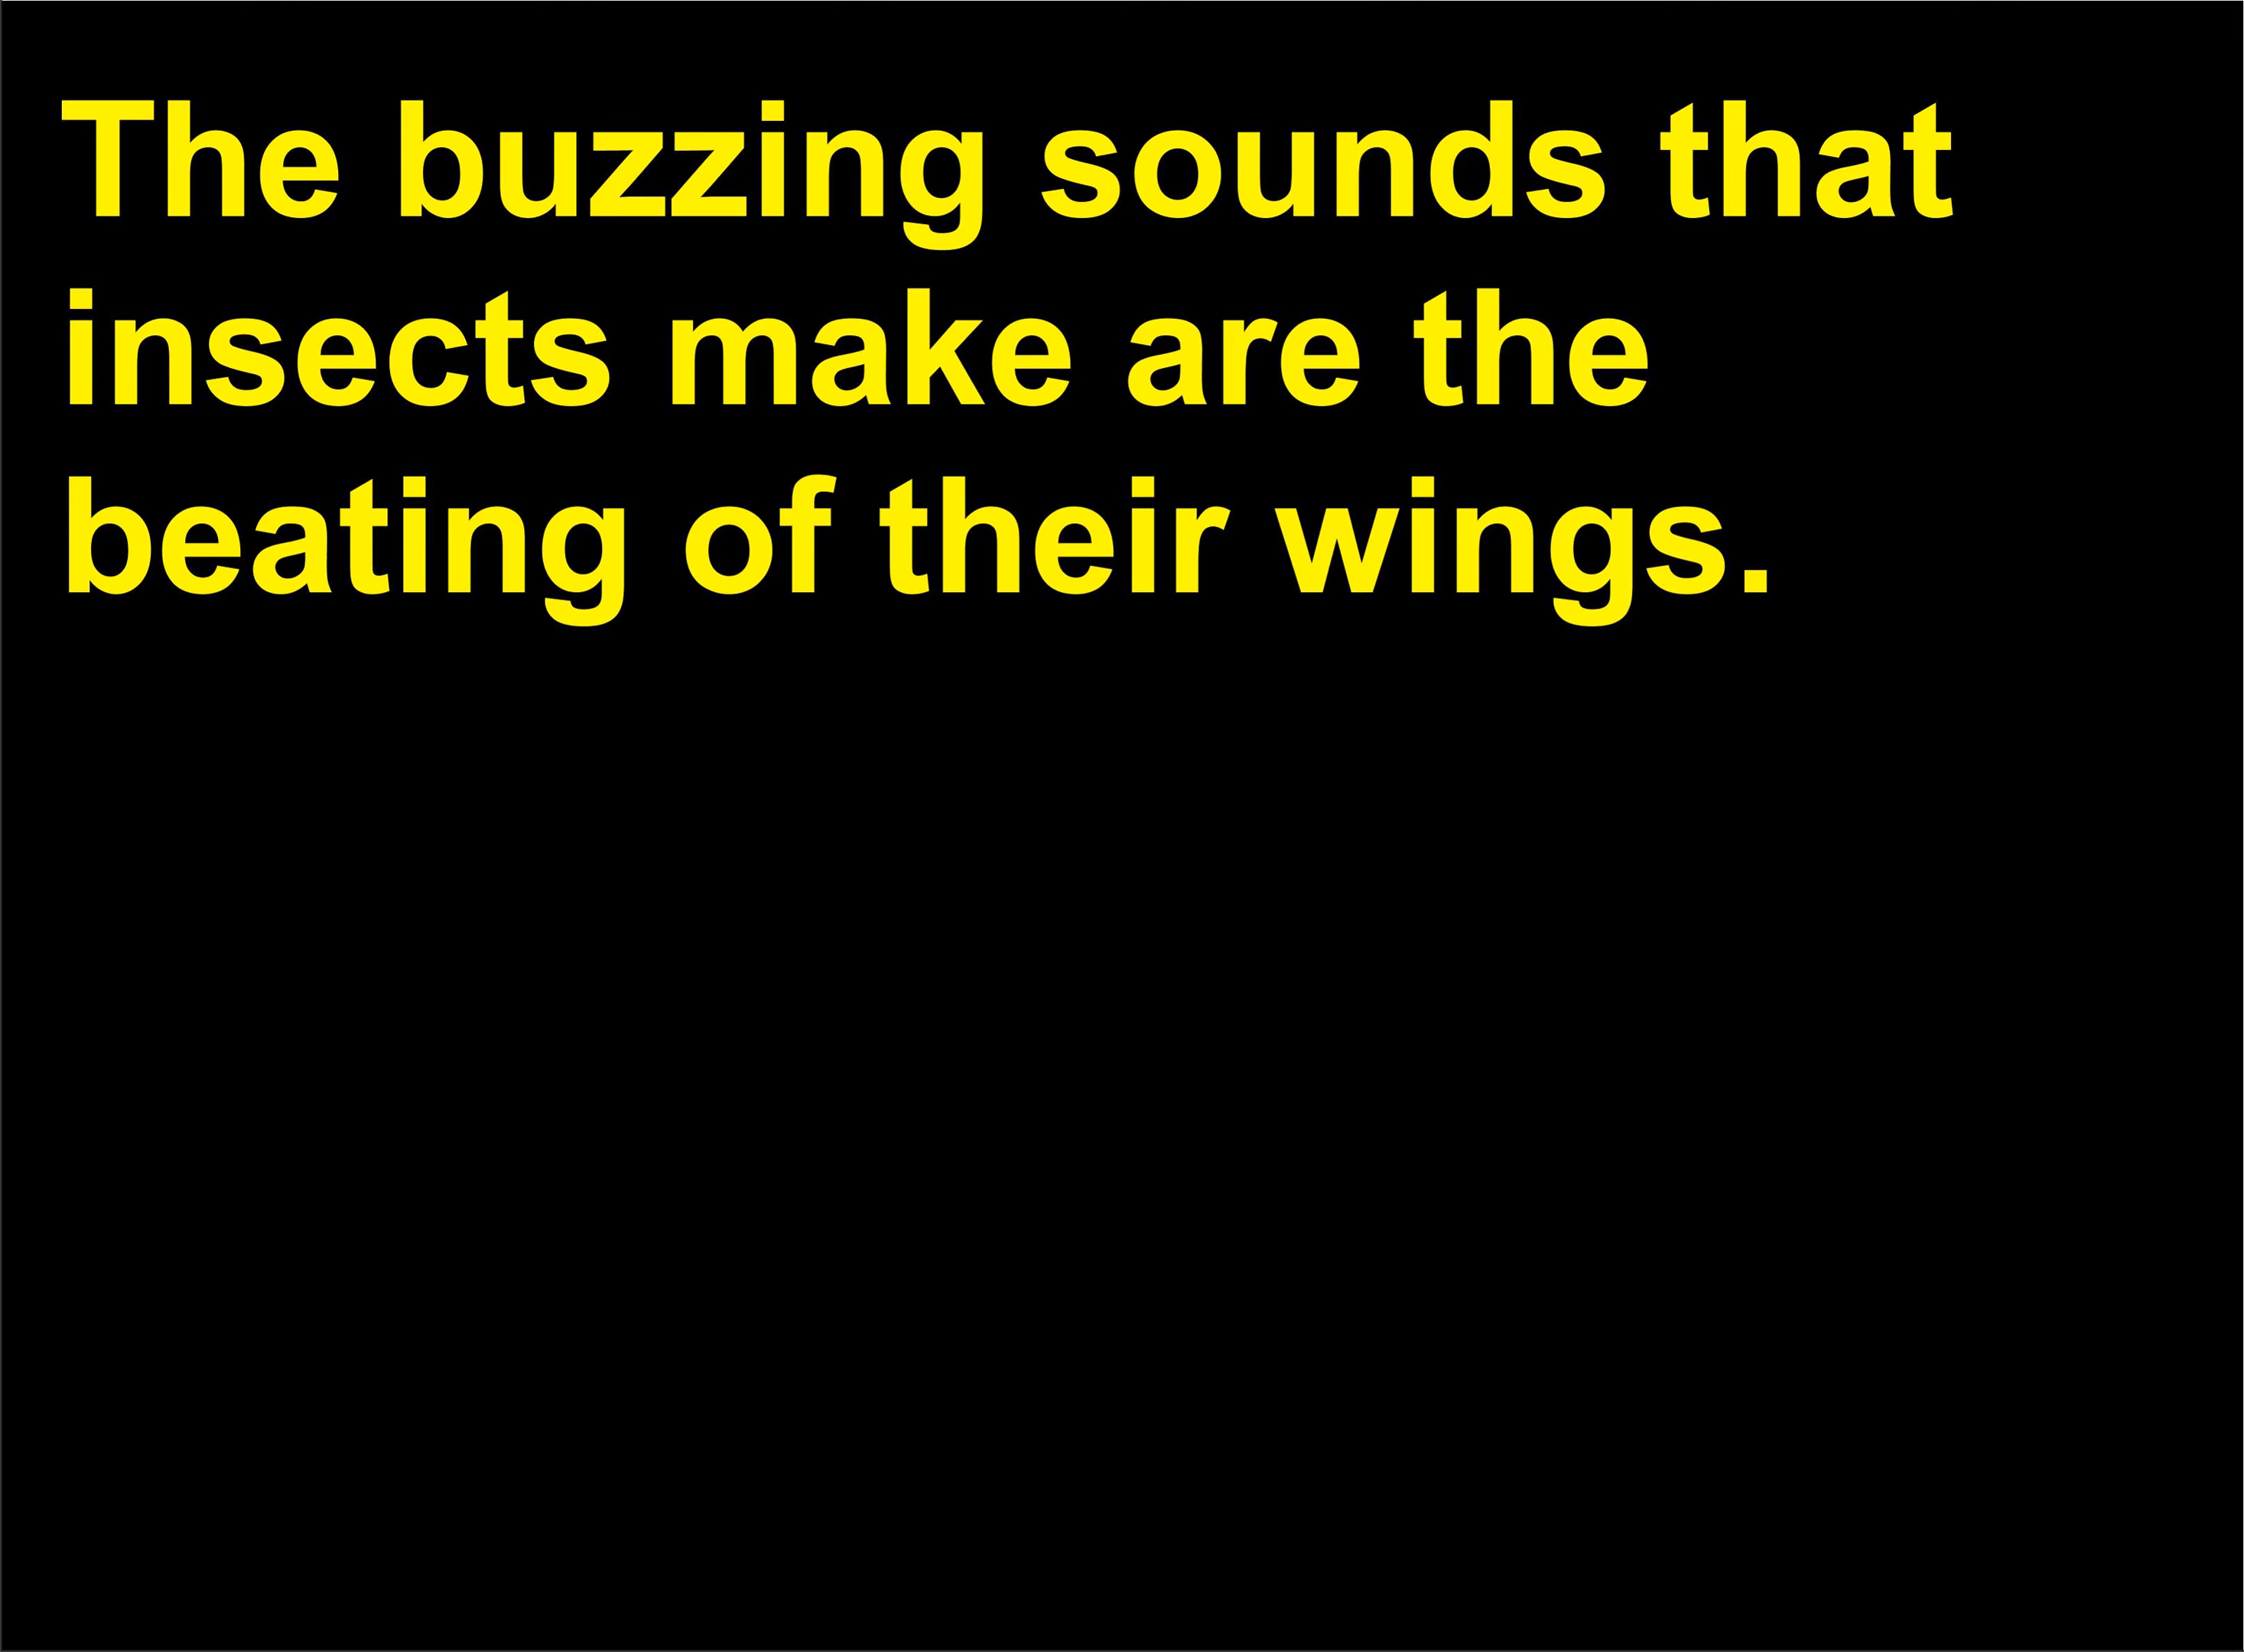 The buzzing sounds that
insects make are the
beating of their wings.